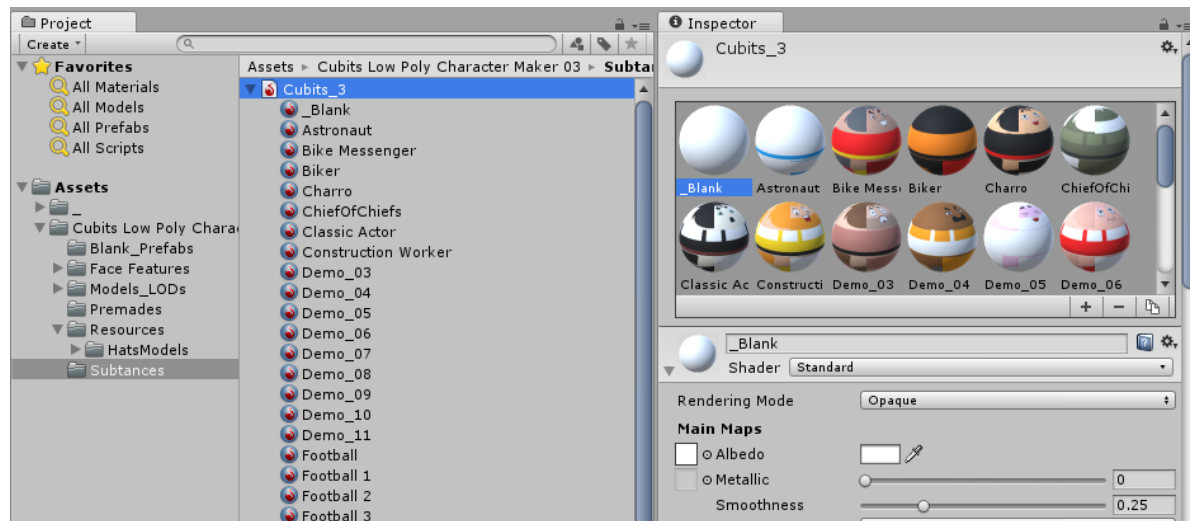 Project
Create
Favorites
All Materials
All Models
All Prefabs
All Scripts
Assets
_
Cubits Low Poly Chara
Blank_Prefabs
Face Features
Models_LODs
Premades
Resources
HatsModels
Subtances
Assets ▸ Cubits Low Poly Character Maker 03 ▸ Subta
Cubits_3
_Blank
Astronaut
Bike Messenger
Biker
Charro
ChiefOfChiefs
Classic Actor
Construction Worker
Demo_03
Demo_04
Demo_05
Demo_06
Demo_07
Demo_08
Demo_09
Demo_10
Demo_11
Football
Football 1
Football 2
Football 3
Inspector
Cubits_3
_Blank Astronaut Bike Mess Biker Charro ChiefOfChi
Classic Ac Constructi Demo_03 Demo_04 Demo_05 Demo_06
_Blank
Shader Standard
Rendering Mode Opaque
Main Maps
Albedo
Metallic 0
Smoothness 0.25